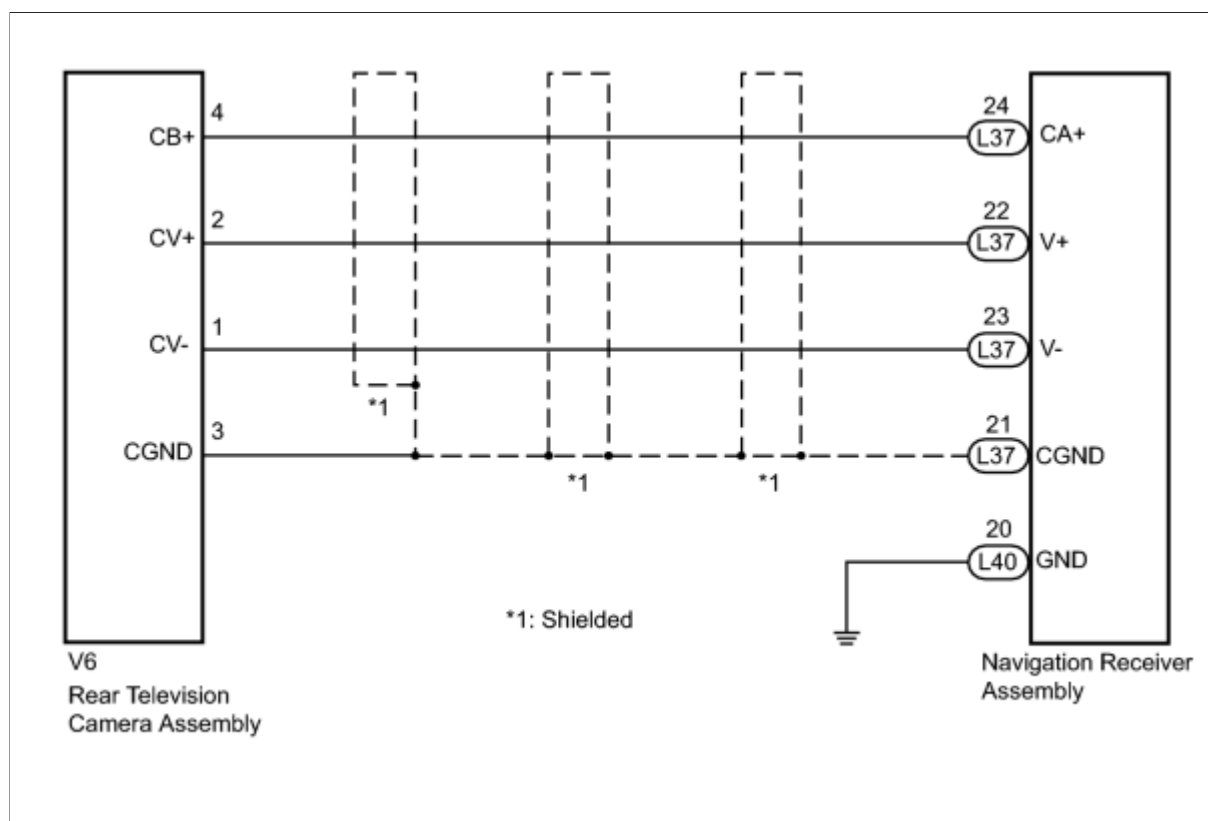 4
24
CB+
L37
CA+
2
22
CV+
L37
V+
1
23
CV-
L37
V-
*1
3
21
CGND
L37
CGND
*1
*1
20
L40
GND
*1: Shielded
V6
Rear Television
Camera Assembly
Navigation Receiver
Assembly